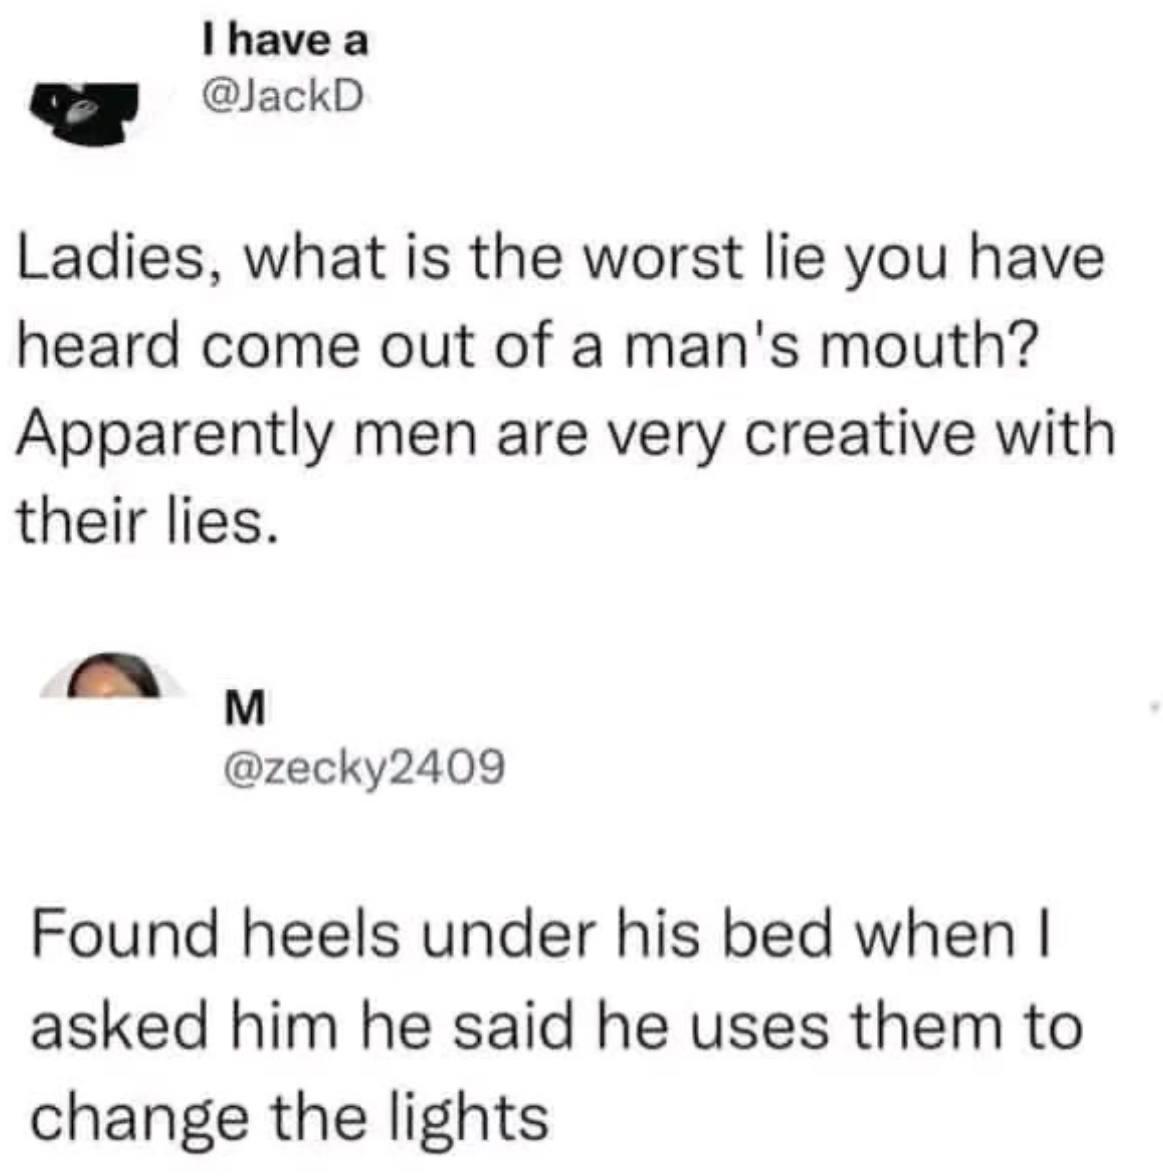 I have a
@JackD
Ladies, what is the worst lie you have
heard come out of a man's mouth?
Apparently men are very creative with
their lies.
M
@zecky2409
Found heels under his bed when I
asked him he said he uses them to
change the lights